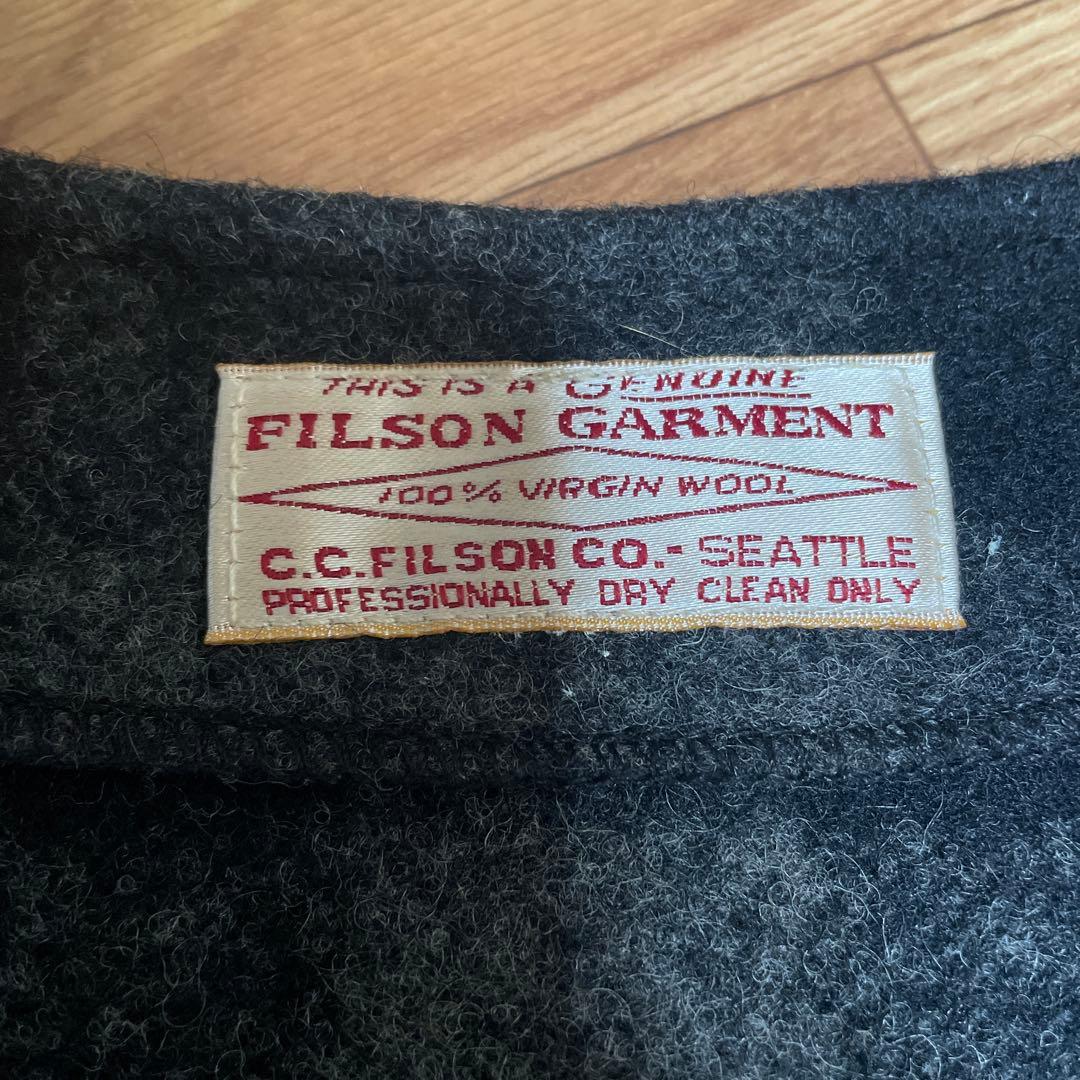 THIS IS A GENUINE
FILSON GARMENT
100% VIRGIN WOOL
C.C.FILSON CO.- SEATTLE
PROFESSIONALLY DRY CLEAN ONLY